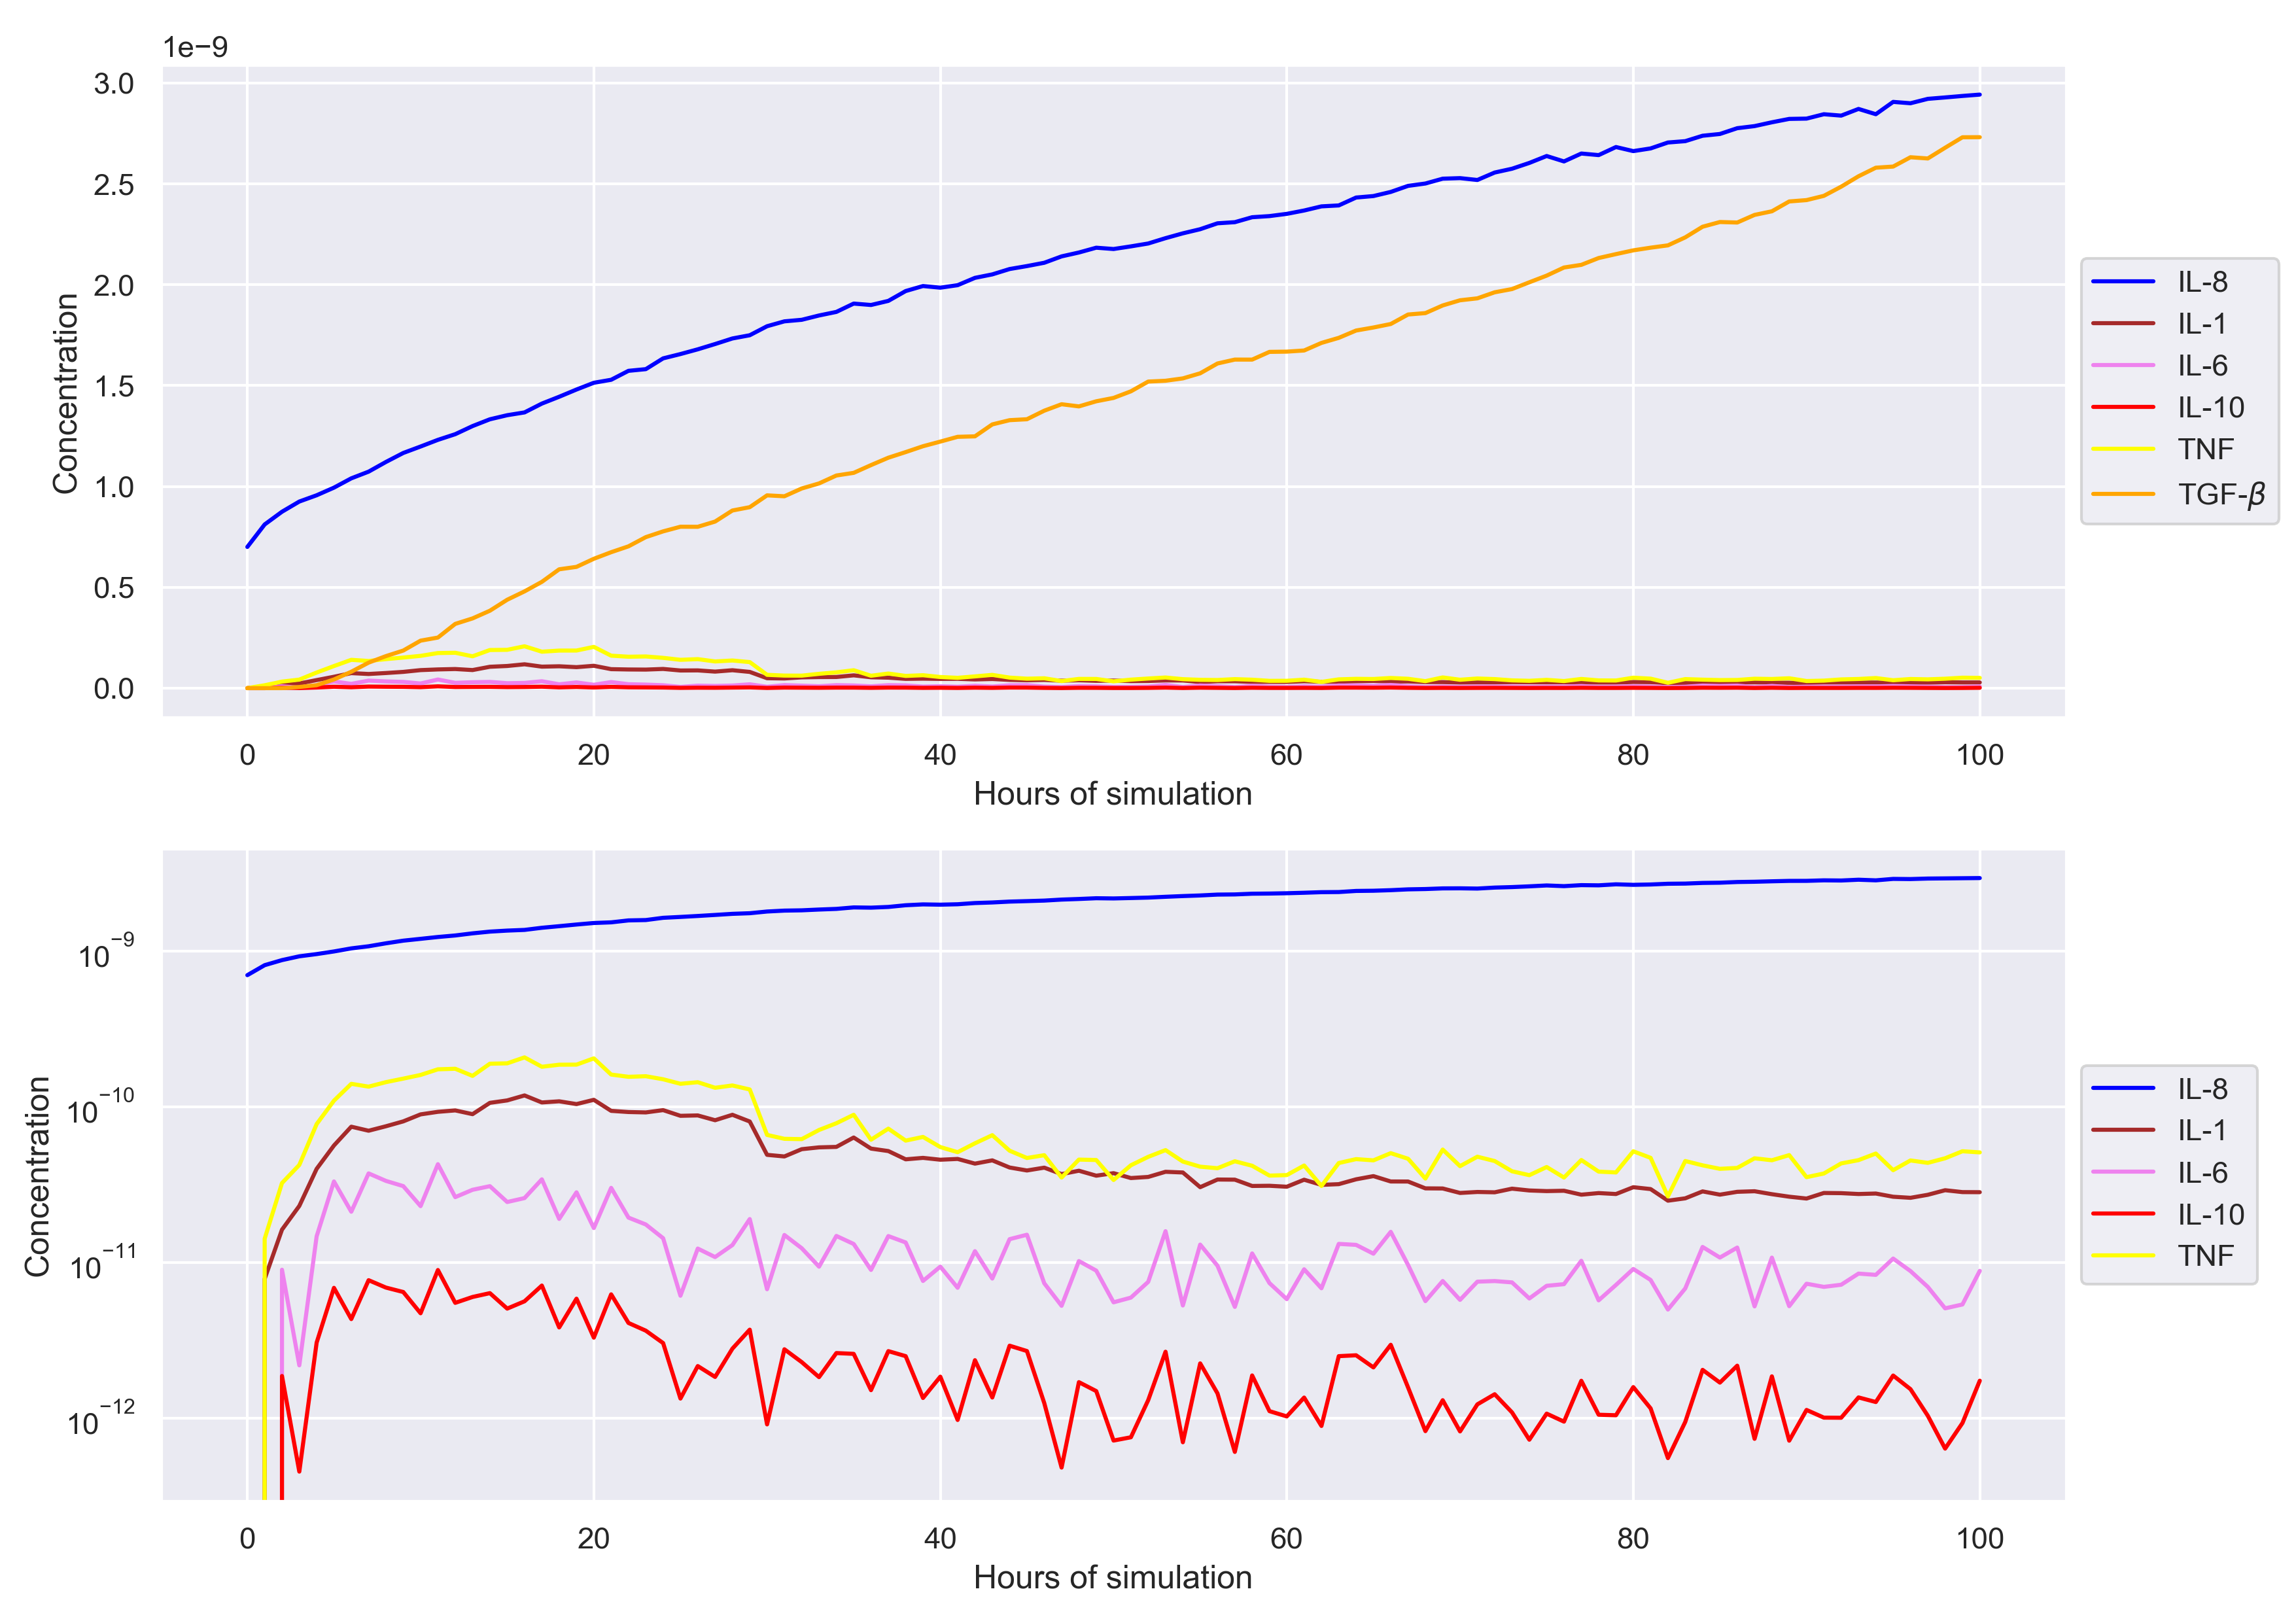 1e−9
3.0
2.5
2.0
1.5
1.0
0.5
0.0
Concentration
0 20 40 60 80 100
Hours of simulation
IL-8
IL-1
IL-6
IL-10
TNF
TGF-β
10⁻⁹
10⁻¹⁰
10⁻¹¹
10⁻¹²
Concentration
0 20 40 60 80 100
Hours of simulation
IL-8
IL-1
IL-6
IL-10
TNF